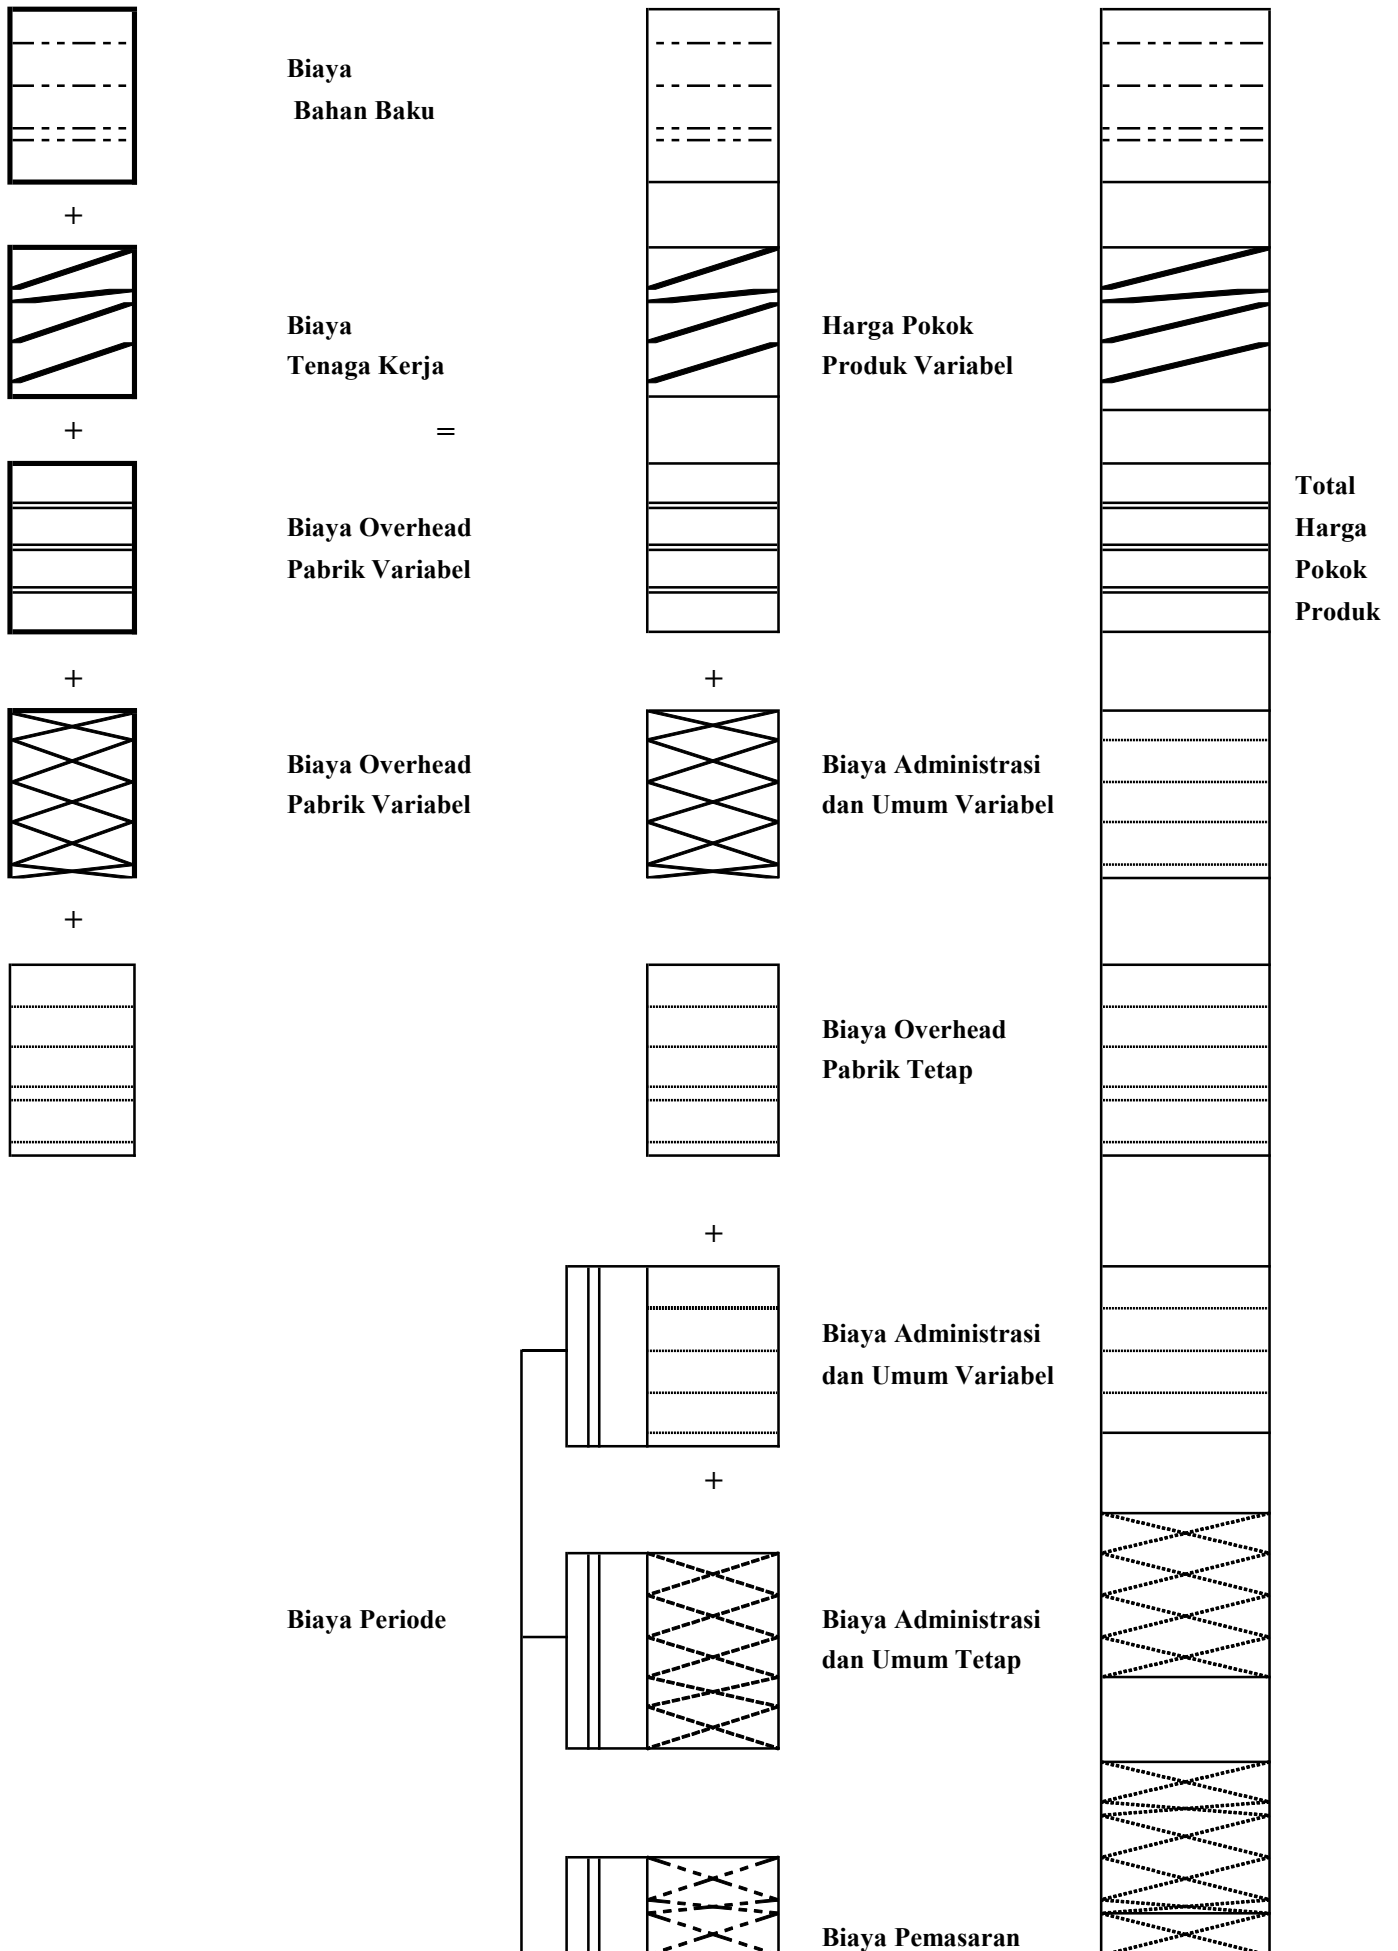 Biaya
Bahan Baku
+
Biaya
Tenaga Kerja
Harga Pokok
Produk Variabel
+
=
Biaya Overhead
Pabrik Variabel
Total
Harga
Pokok
Produk
+
+
Biaya Overhead
Pabrik Variabel
Biaya Administrasi
dan Umum Variabel
+
Biaya Overhead
Pabrik Tetap
+
Biaya Administrasi
dan Umum Variabel
+
Biaya Periode
Biaya Administrasi
dan Umum Tetap
Biaya Pemasaran